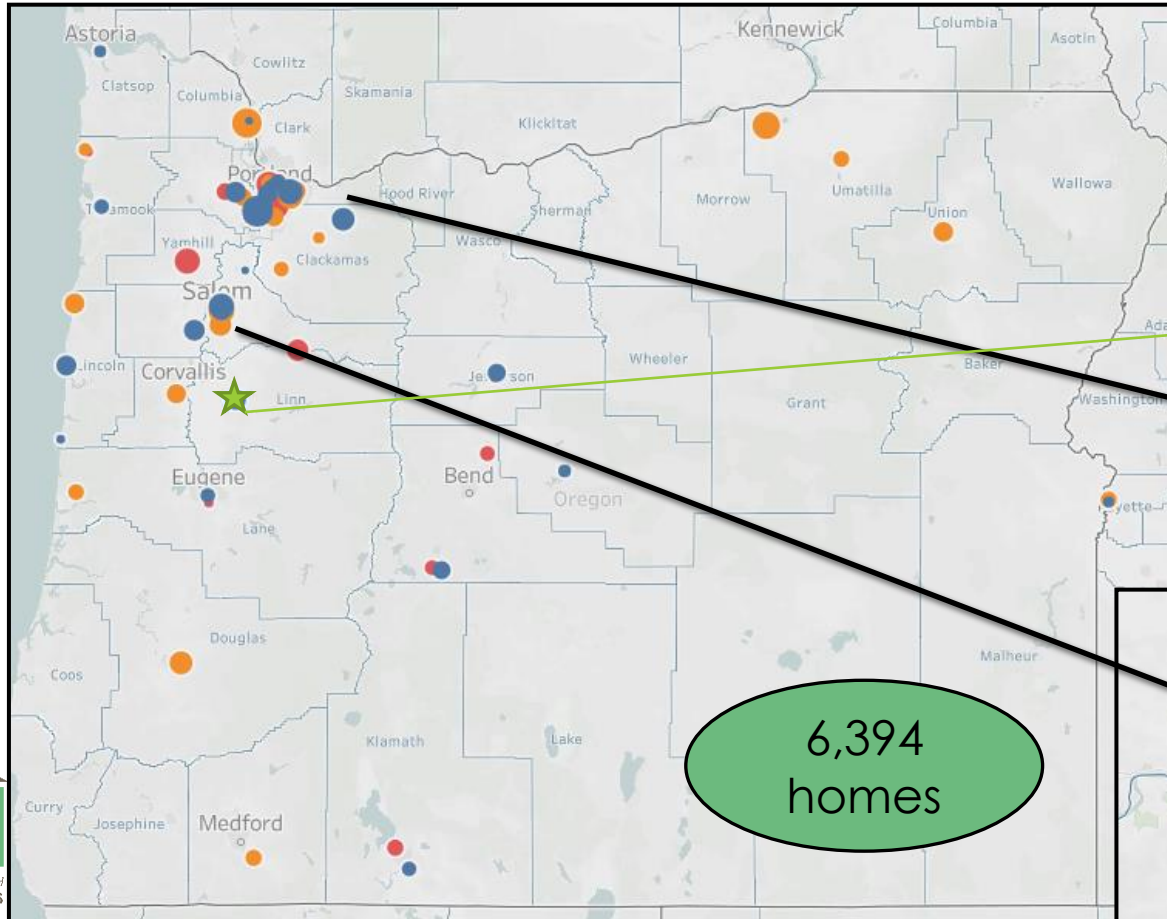 Astoria
Kennewick
Columbia
Asotin
Cowlitz
Clatsop
Columbia
Skamania
Clark
Klickitat
Portland
Hood River
Wallowa
Umatilla
Morrow
Sherman
Union
Yamhill
Wasco
Clackamas
Salem
Wheeler
Lincoln
Baker
Corvallis
Linn
Grant
Washington
Eugene
Bend
Oregon
Lane
Douglas
Coos
Malheur
Klamath
Lake
6,394
homes
Curry
Josephine
Medford